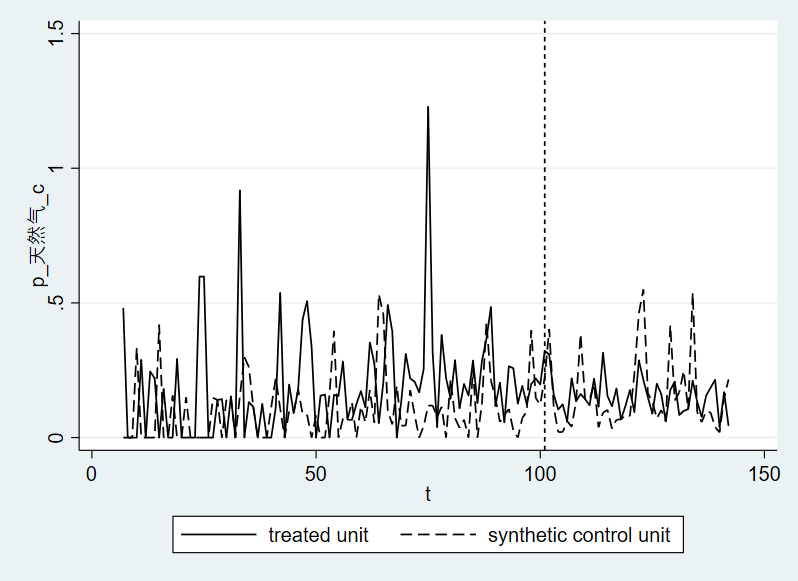 1.5
1
.5
0
p_天然气_c
0
50
100
150
t
treated unit
synthetic control unit